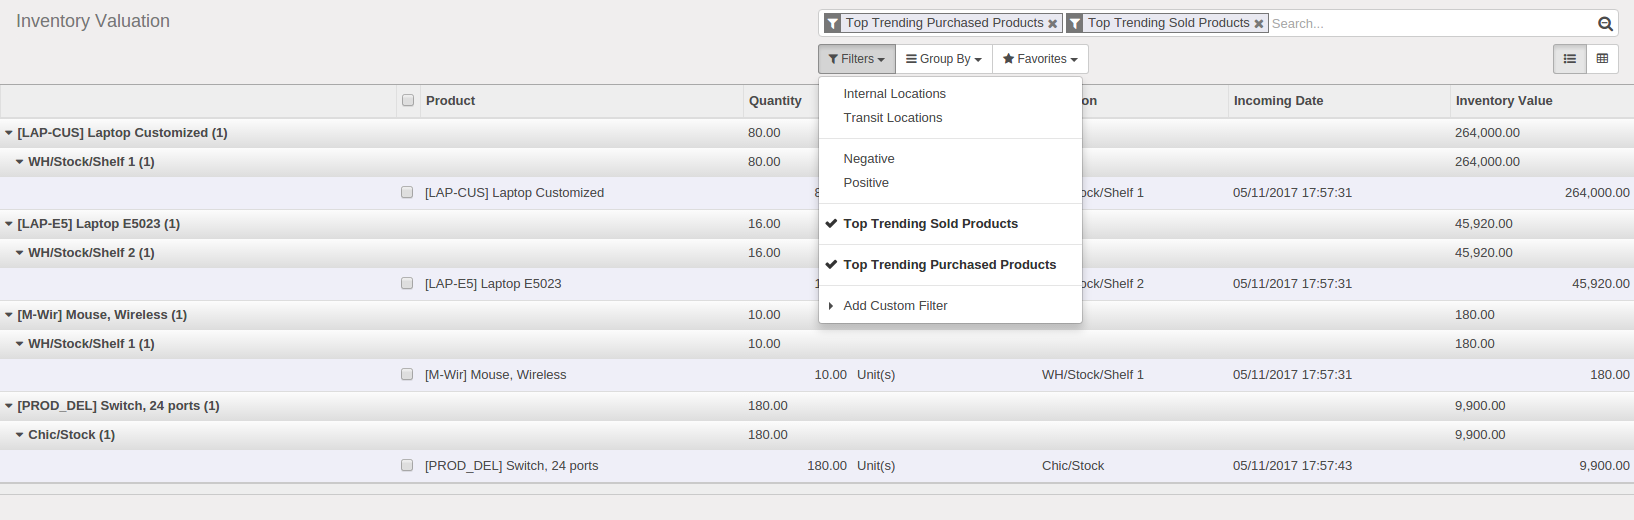 Inventory Valuation
Top Trending Purchased Products Top Trending Sold Products Search...
Filters Group By Favorites
Internal Locations
Transit Locations
Negative
Positive
Top Trending Sold Products
Top Trending Purchased Products
Add Custom Filter
Product Quantity on Incoming Date Inventory Value
[LAP-CUS] Laptop Customized (1) 80.00 264,000.00
WH/Stock/Shelf 1 (1) 80.00 264,000.00
[LAP-CUS] Laptop Customized ock/Shelf 1 05/11/2017 17:57:31 264,000.00
[LAP-E5] Laptop E5023 (1) 16.00 45,920.00
WH/Stock/Shelf 2 (1) 16.00 45,920.00
[LAP-E5] Laptop E5023 ock/Shelf 2 05/11/2017 17:57:31 45,920.00
[M-Wir] Mouse, Wireless (1) 10.00 180.00
WH/Stock/Shelf 1 (1) 10.00 180.00
[M-Wir] Mouse, Wireless 10.00 Unit(s) WH/Stock/Shelf 1 05/11/2017 17:57:31 180.00
[PROD_DEL] Switch, 24 ports (1) 180.00 9,900.00
Chic/Stock (1) 180.00 9,900.00
[PROD_DEL] Switch, 24 ports 180.00 Unit(s) Chic/Stock 05/11/2017 17:57:43 9,900.00